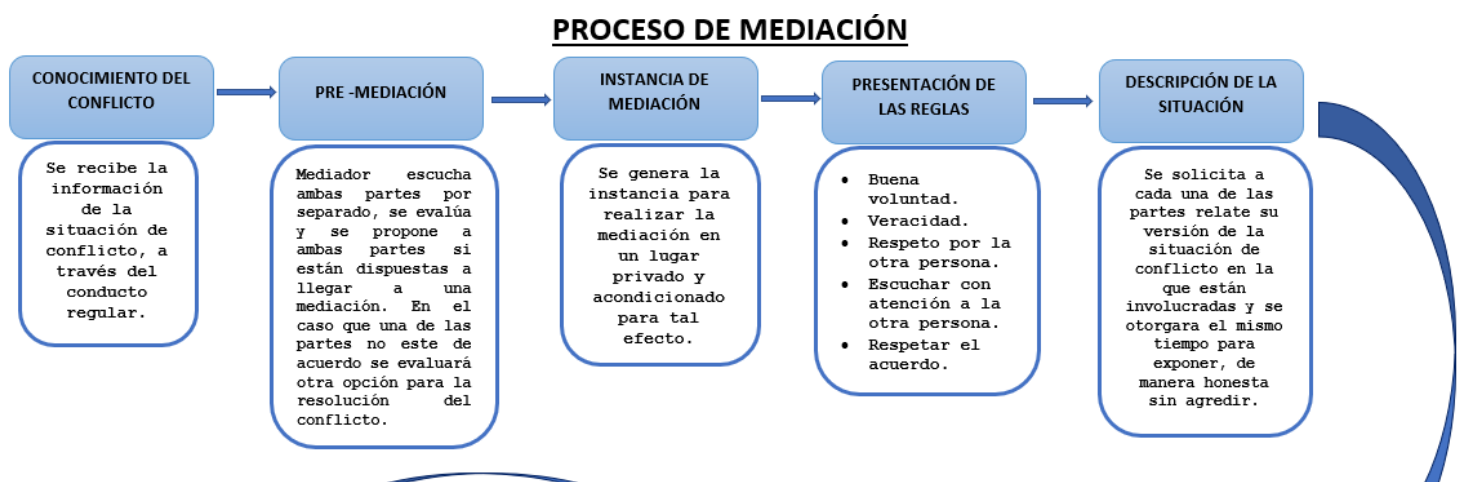 PROCESO DE MEDIACIÓN
CONOCIMIENTO DEL
CONFLICTO
Se recibe la
información
de la
situación de
conflicto, a
través del
conducto
regular.
PRE -MEDIACIÓN
Mediador escucha
ambas partes por
separado, se evalúa
y se propone a
ambas partes si
están dispuestas a
llegar a una
mediación. En el
caso que una de las
partes no este de
acuerdo se evaluará
otra opción para la
resolución del
conflicto.
INSTANCIA DE
MEDIACIÓN
Se genera la
instancia para
realizar la
mediación en
un lugar
privado y
acondicionado
para tal
efecto.
PRESENTACIÓN DE
LAS REGLAS
• Buena
voluntad.
• Veracidad.
• Respeto por la
otra persona.
• Escuchar con
atención a la
otra persona.
• Respetar el
acuerdo.
DESCRIPCIÓN DE LA
SITUACIÓN
Se solicita a
cada una de las
partes relate su
versión de la
situación de
conflicto en la
que están
involucradas y se
otorgara el mismo
tiempo para
exponer, de
manera honesta
sin agredir.